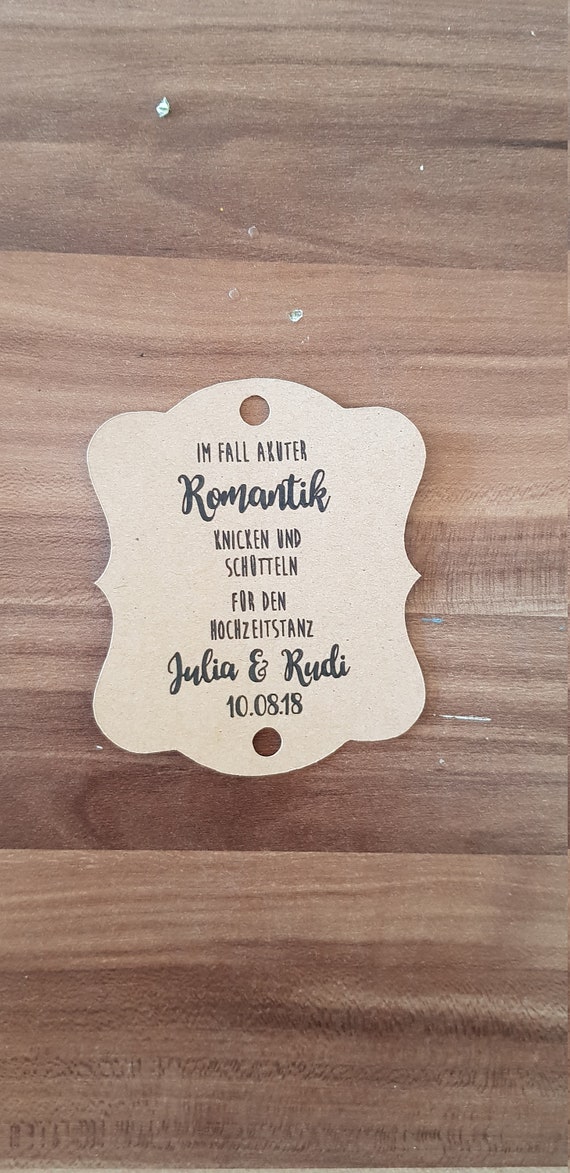 IM FALL AKUTER
Romantik
KNICKEN UND
SCHÜTTELN
FÜR DEN
HOCHZEITSTANZ
Julia & Rudi
10.08.18